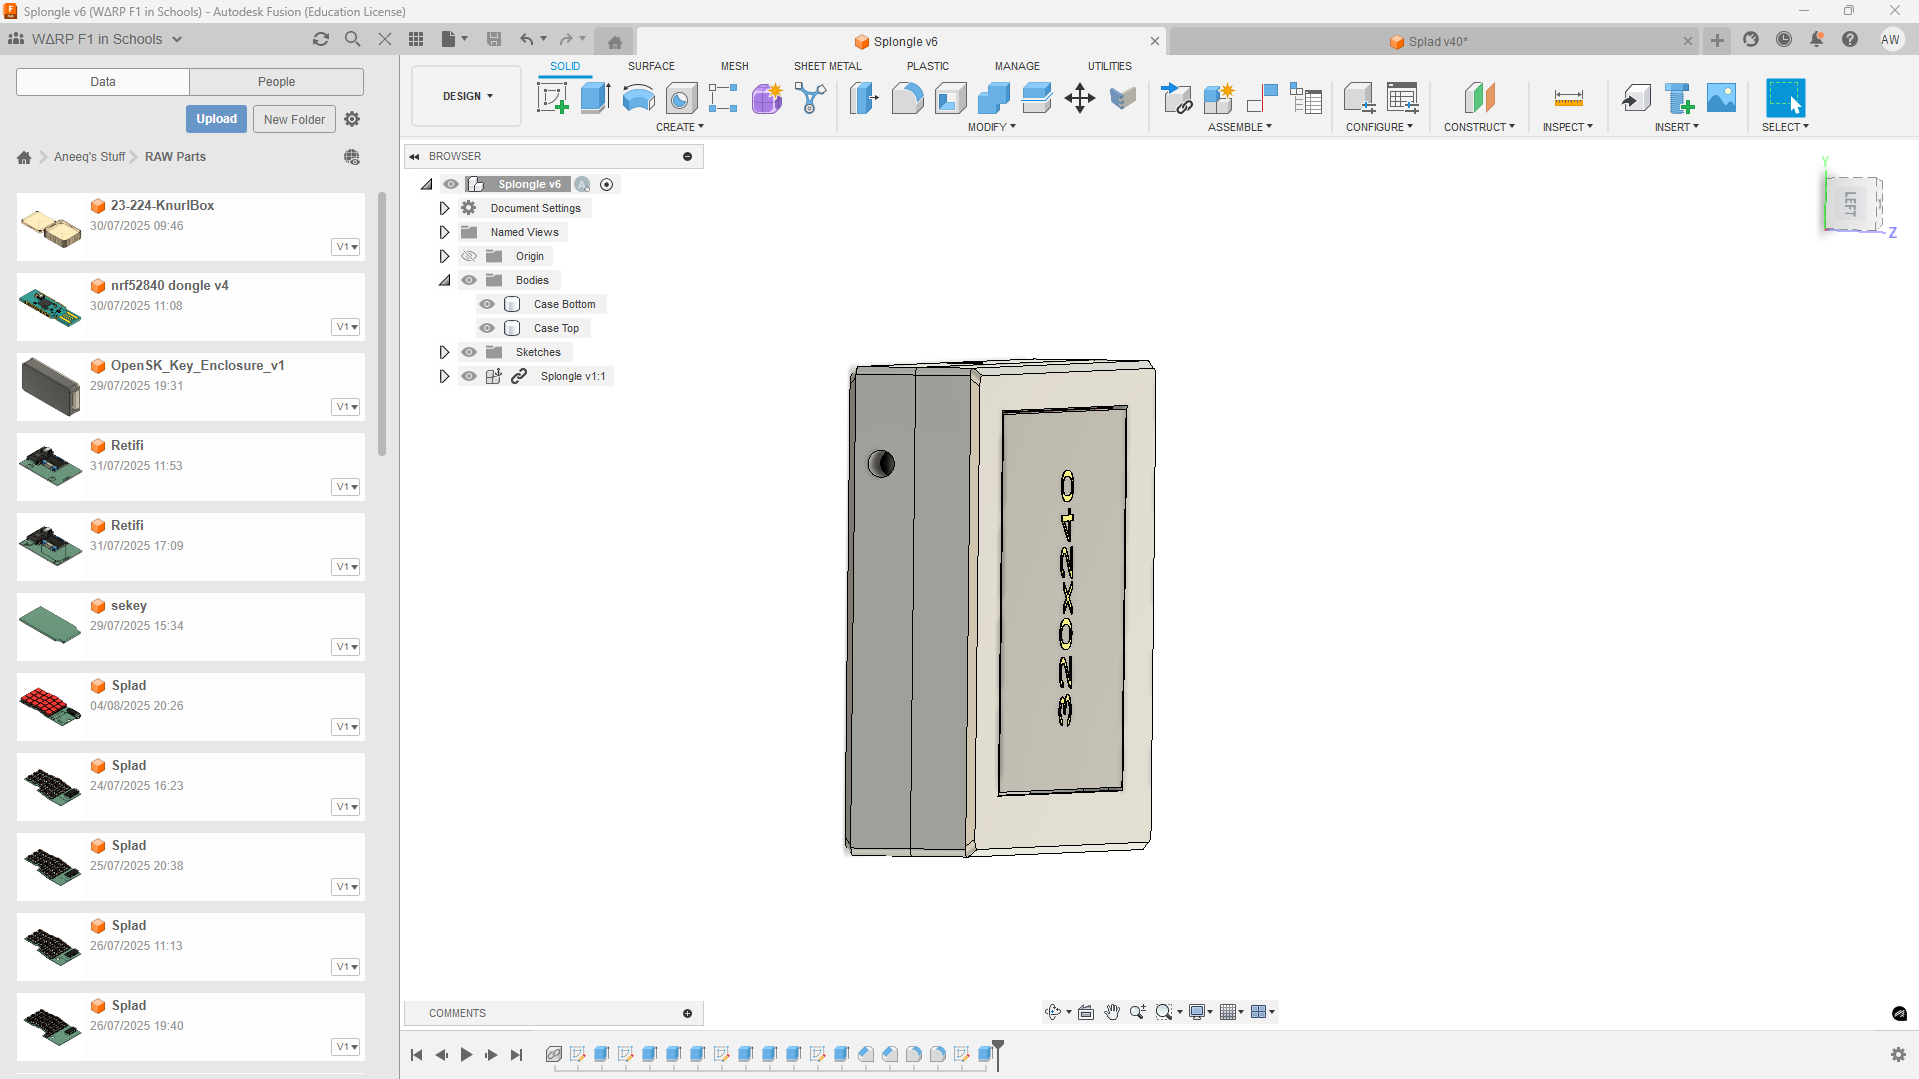 Splongle v6 (WΔRP F1 in Schools) - Autodesk Fusion (Education License)
WΔRP F1 in Schools
Splongle v6
Splad v40*
AW
Data
People
Upload
New Folder
Aneeq's Stuff
RAW Parts
23-224-KnurlBox
30/07/2025 09:46
V1
nrf52840 dongle v4
30/07/2025 11:08
V1
OpenSK_Key_Enclosure_v1
29/07/2025 19:31
V1
Retifi
31/07/2025 11:53
V1
Retifi
31/07/2025 17:09
V1
sekey
29/07/2025 15:34
V1
Splad
04/08/2025 20:26
V1
Splad
24/07/2025 16:23
V1
Splad
25/07/2025 20:38
V1
Splad
26/07/2025 11:13
V1
Splad
26/07/2025 19:40
V1
DESIGN
SOLID
SURFACE
MESH
SHEET METAL
PLASTIC
MANAGE
UTILITIES
CREATE
MODIFY
ASSEMBLE
CONFIGURE
CONSTRUCT
INSPECT
INSERT
SELECT
BROWSER
Splongle v6
Document Settings
Named Views
Origin
Bodies
Case Bottom
Case Top
Sketches
Splongle v1:1
Y
LEFT
Z
COMMENTS